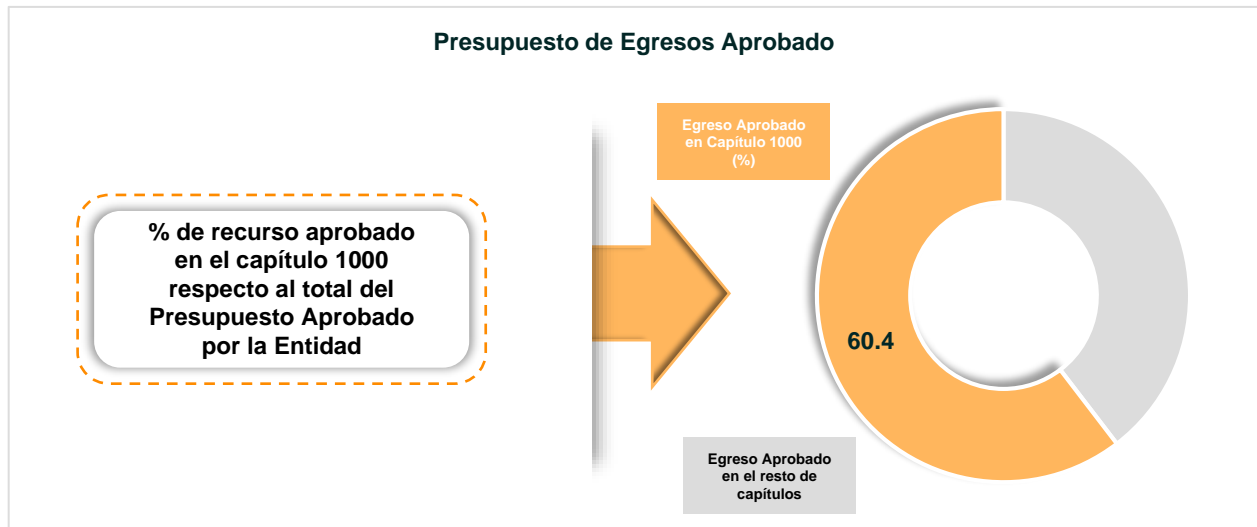 Presupuesto de Egresos Aprobado
Egreso Aprobado
en Capítulo 1000
(%)
% de recurso aprobado
en el capítulo 1000
respecto al total del
Presupuesto Aprobado
por la Entidad
60.4
Egreso Aprobado
en el resto de
capítulos